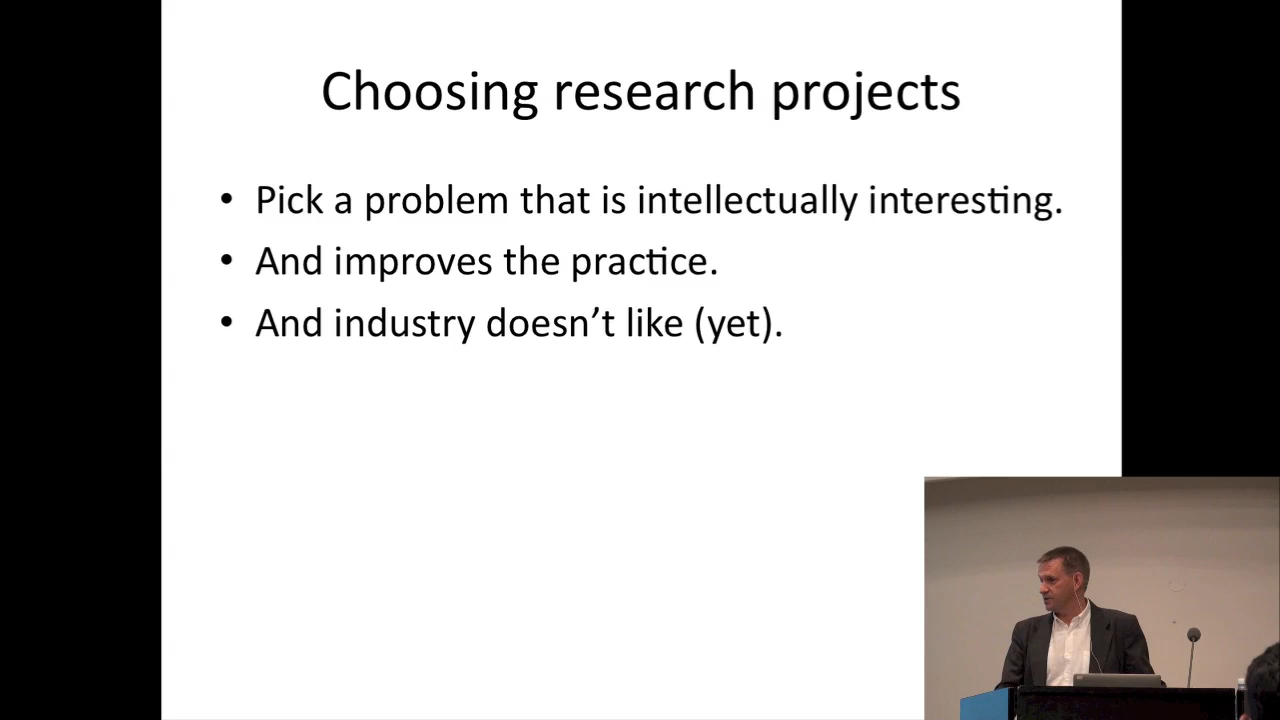 Choosing research projects
• Pick a problem that is intellectually interesting.
• And improves the practice.
• And industry doesn’t like (yet).